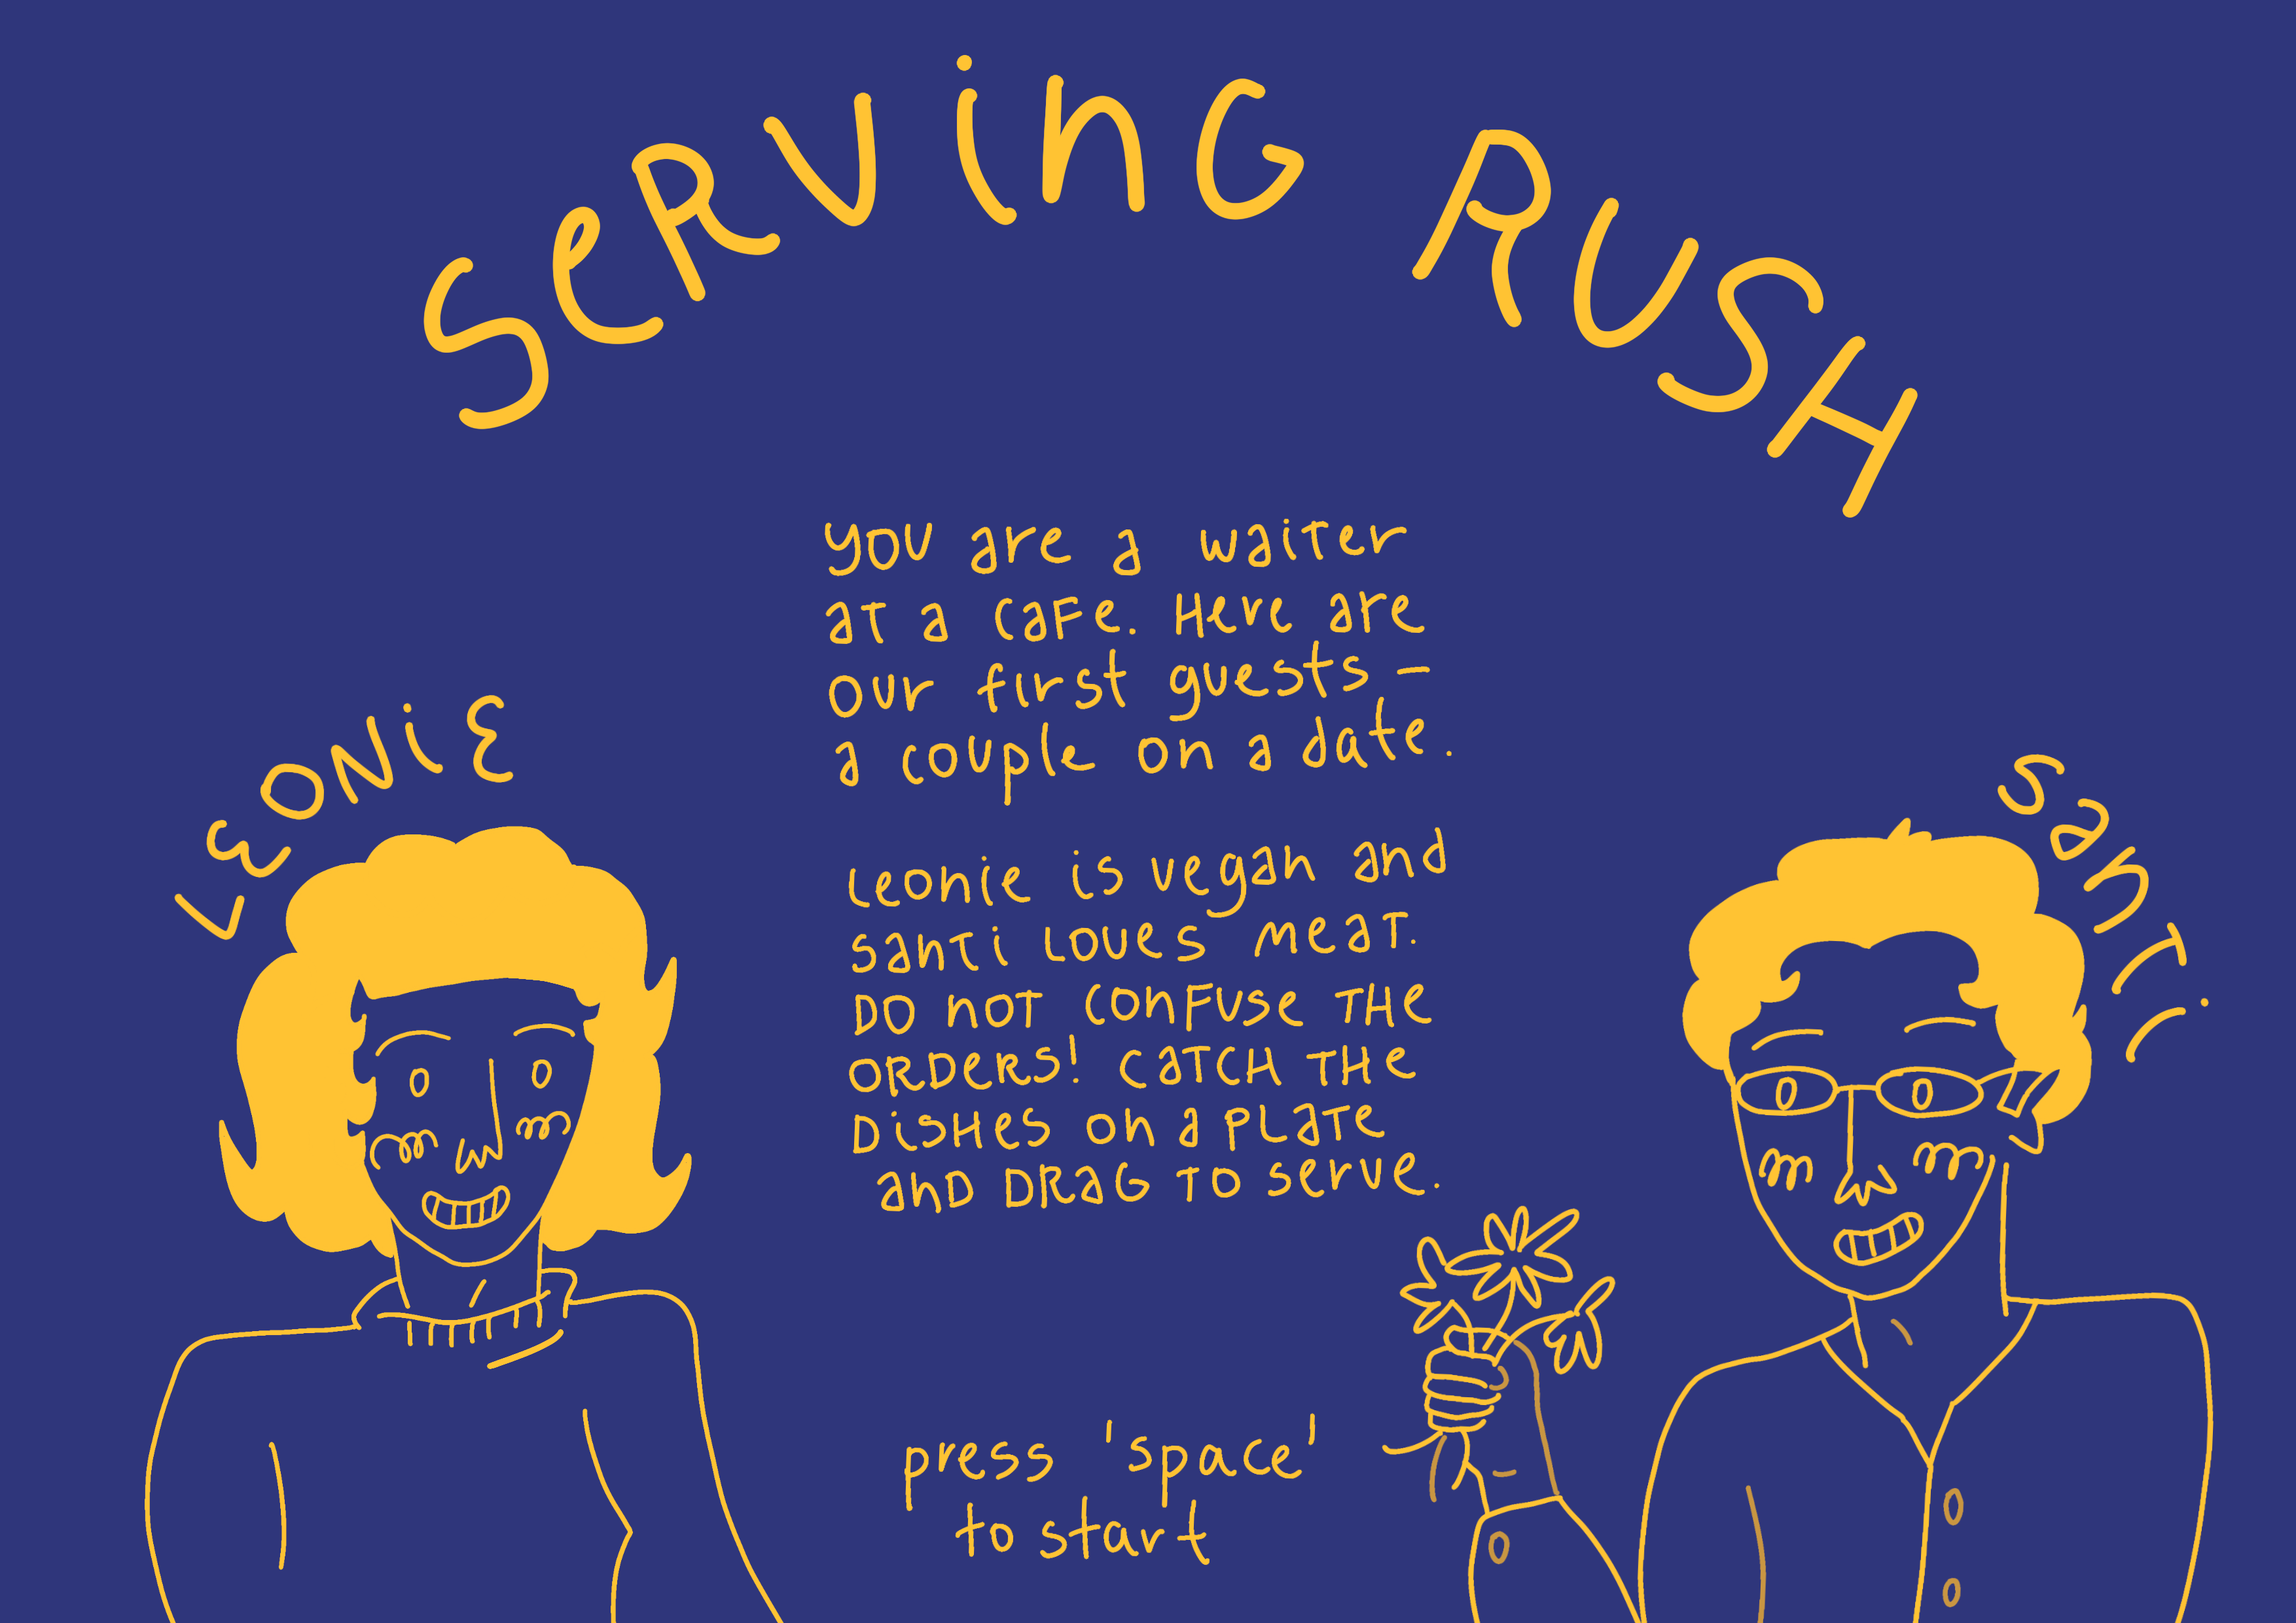 SeRViNG RUSH
LEONiE
santi
you are a waiter
at a cafe. Here are
our first guests –
a couple on a date.
Leonie is vegan and
santi loves meat.
DO NOT CONFUSE THE
ORDERS! CATCH THE
DiSHES ON A PLATE
AND DRAG TO serve.
press 'space'
to start